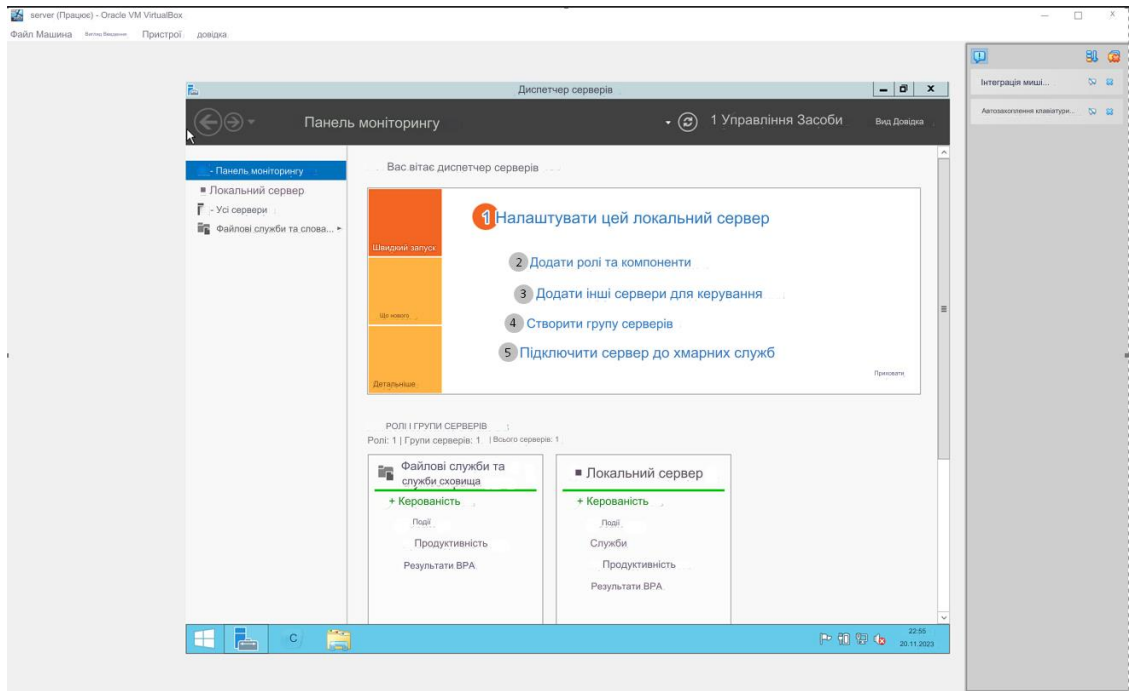 server (Працює) - Oracle VM VirtualBox
Файл Машина Вигляд Введення Пристрої довідка
Інтеграція миші...
Автозахоплення клавіатури...
Диспетчер серверів
Панель моніторингу
1 Управління Засоби Вид Довідка
- Панель моніторингу
Локальний сервер
- Усі сервери
Файлові служби та слова...
Вас вітає диспетчер серверів
Швидкий запуск
Що нового
Детальніше
1 Налаштувати цей локальний сервер
2 Додати ролі та компоненти
3 Додати інші сервери для керування
4 Створити групу серверів
5 Підключити сервер до хмарних служб
Приховати
РОЛІ І ГРУПИ СЕРВЕРІВ
Ролі: 1 | Групи серверів: 1 | Всього серверів: 1
Файлові служби та
служби сховища
+ Керованість
Події
Продуктивність
Результати BPA
Локальний сервер
+ Керованість
Події
Служби
Продуктивність
Результати BPA
С
22:55
20.11.2023